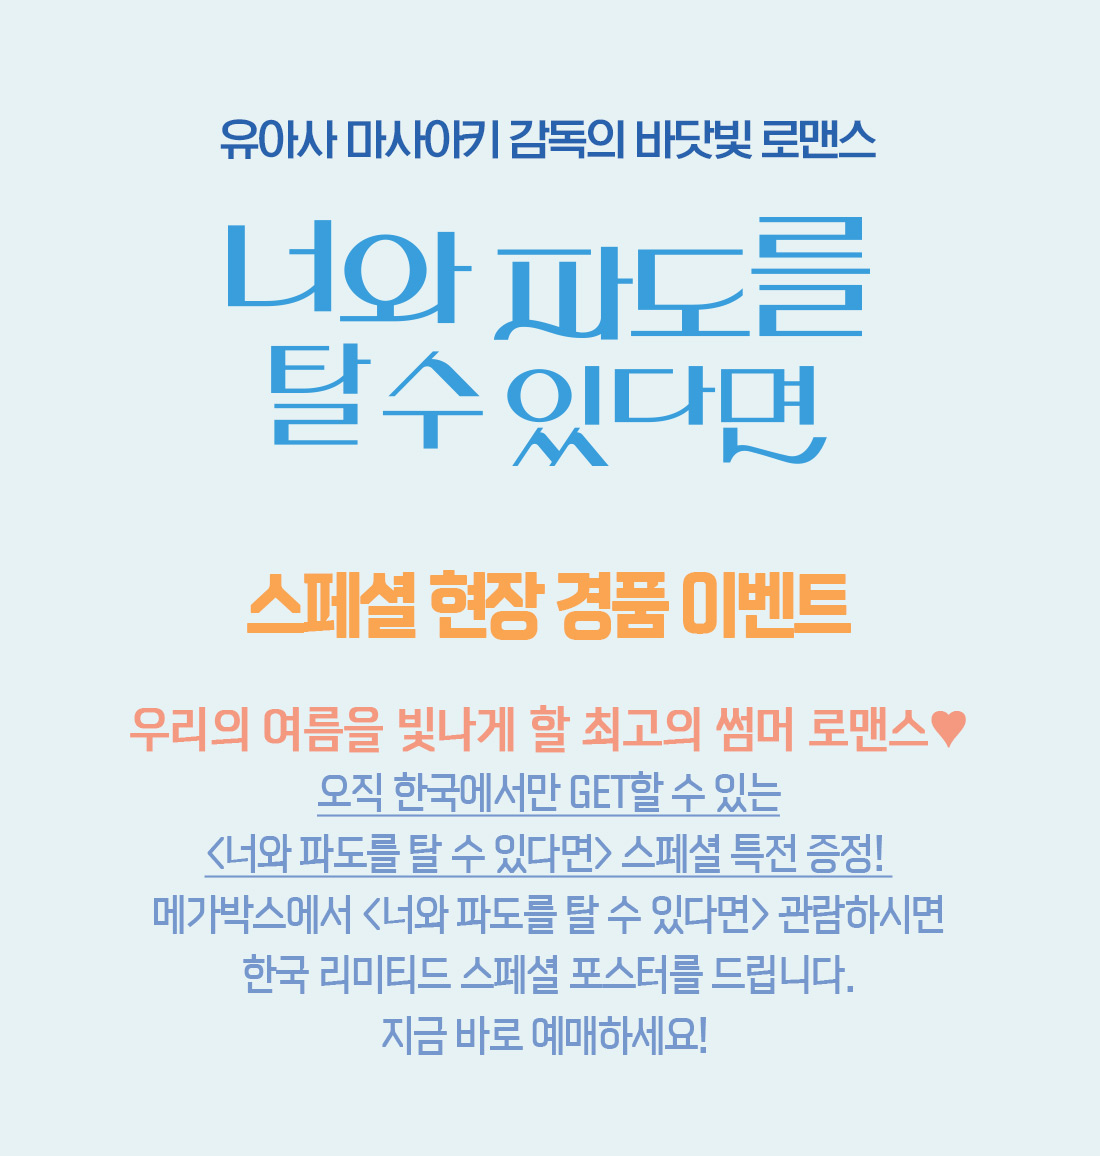 유아사 마사아키 감독의 바닷빛 로맨스
너와 파도를
탈 수 있다면
스페셜 현장 경품 이벤트
우리의 여름을 빛나게 할 최고의 썸머 로맨스♥
오직 한국에서만 GET할 수 있는
<너와 파도를 탈 수 있다면> 스페셜 특전 증정!
메가박스에서 <너와 파도를 탈 수 있다면> 관람하시면
한국 리미티드 스페셜 포스터를 드립니다.
지금 바로 예매하세요!